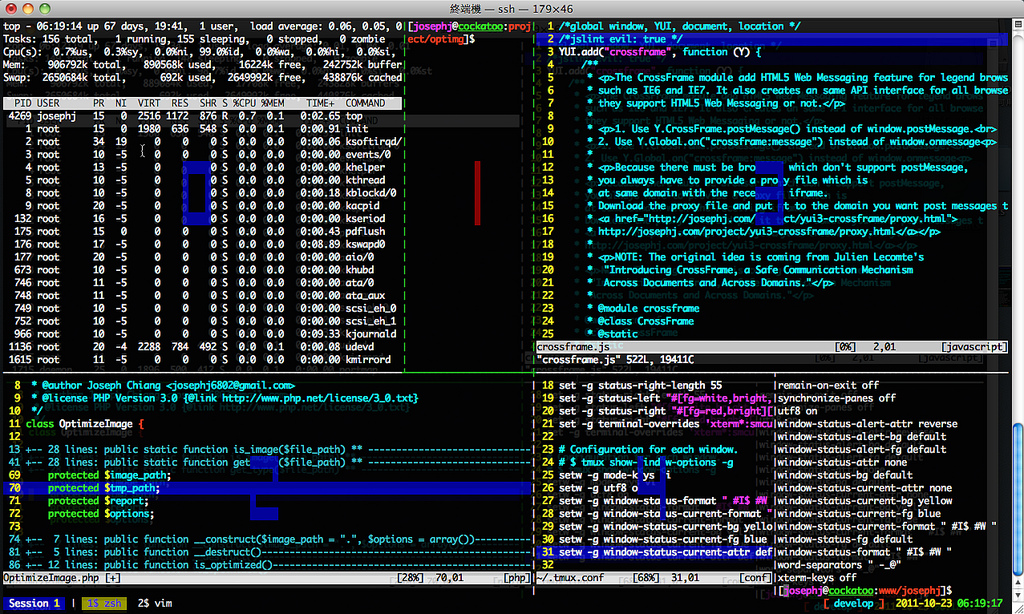 終端機 — ssh — 179×46
top - 06:19:14 up 67 days, 19:41,  1 user,  load average: 0.06, 0.05, 0
Tasks: 156 total,   1 running, 155 sleeping,   0 stopped,   0 zombie
Cpu(s):  0.7%us,  0.3%sy,  0.0%ni, 99.0%id,  0.0%wa,  0.0%hi,  0.0%si,
Mem:    906792k total,   890568k used,    16224k free,   242752k buffer
Swap:  2650684k total,      692k used,  2649992k free,   438876k cached
PID USER      PR  NI  VIRT  RES  SHR S %CPU %MEM    TIME+  COMMAND
4269 josephj   15   0  2516 1172  876 R  0.7  0.1   0:02.65 top
1 root      15   0  1980  636  548 S  0.0  0.1   0:00.91 init
2 root      34  19     0    0    0 S  0.0  0.0   0:00.06 ksoftirqd/
3 root      10  -5     0    0    0 S  0.0  0.0   0:00.00 events/0
4 root      13  -5     0    0    0 S  0.0  0.0   0:00.00 khelper
5 root      10  -5     0    0    0 S  0.0  0.0   0:00.00 kthread
8 root      10  -5     0    0    0 S  0.0  0.0   0:00.18 kblockd/0
9 root      20  -5     0    0    0 S  0.0  0.0   0:00.00 kacpid
132 root      16  -5     0    0    0 S  0.0  0.0   0:00.00 kseriod
175 root      15   0     0    0    0 S  0.0  0.0   0:00.43 pdflush
176 root      17  -5     0    0    0 S  0.0  0.0   0:08.89 kswapd0
177 root      20  -5     0    0    0 S  0.0  0.0   0:00.00 aio/0
673 root      10  -5     0    0    0 S  0.0  0.0   0:00.00 khubd
746 root      11  -5     0    0    0 S  0.0  0.0   0:00.00 ata/0
748 root      11  -5     0    0    0 S  0.0  0.0   0:00.00 ata_aux
749 root      10  -5     0    0    0 S  0.0  0.0   0:00.00 scsi_eh_0
752 root      10  -5     0    0    0 S  0.0  0.0   0:00.00 scsi_eh_1
966 root      10  -5     0    0    0 S  0.0  0.0   0:09.33 kjournald
1136 root      20  -4  2288  784  492 S  0.0  0.1   0:00.08 udevd
1615 root      11  -5     0    0    0 S  0.0  0.0   0:00.00 kmirrord
[josephj@cockatoo:proj
ect/optimg]$
1 /*global window, YUI, document, location */
2 /*jslint evil: true */
3 YUI.add("crossframe", function (Y) {
4     /**
5      * <p>The CrossFrame module add HTML5 Web Messaging feature for legend brows
6      * such as IE6 and IE7. It also creates an same API interface for all browse
7      * they support HTML5 Web Messaging or not.</p>
8      *
9      * <p>1. Use Y.CrossFrame.postMessage() instead of window.postMessage.<br>
10      * 2. Use Y.Global.on("crossframe:message") instead of window.onmessage<p>
11      *
12      * <p>Because there must be bro which don't support postMessage,
13      * you always have to provide a proxy file which is
14      * at same domain with the rece iframe.
15      * Download the proxy file and put it to the domain you want post messages t
16      * <a href="http://josephj.com/ ct/yui3-crossframe/proxy.html">
17      * http://josephj.com/project/yui3-crossframe/proxy.html</a></p>
18      *
19      * <p>NOTE: The original idea is coming from Julien Lecomte's
20      *  "Introducing CrossFrame, a Safe Communication Mechanism
21      *  Across Documents and Across Domains."</p>
22      *
23      * @module crossframe
24      * @class CrossFrame
25      * @static
crossframe.js [0%] 2,01 [javascript]
"crossframe.js" 522L, 19411C
8  * @author Joseph Chiang <josephj6802@gmail.com>
9  * @license PHP Version 3.0 {@link http://www.php.net/license/3_0.txt}
10  */
11 class OptimizeImage {
12
13 +-- 28 lines: public static function is_image($file_path) ** ---------------------------
41 +-- 28 lines: public static function get ($file_path) ** ---------------------------
69     protected $image_path;
70     protected $tmp_path;
71     protected $report;
72     protected $options;
73
74 +--  7 lines: public function __construct($image_path = ".", $options = array())----------
81 +--  5 lines: public function __destruct()---------------------------------------------
86 +-- 12 lines: public function is_optimized()-------------------------------------------
OptimizeImage.php [+] [28%] 70,01 [php]
18 set -g status-right-length 55
19 set -g status-left "#[fg=white,bright,
20 set -g status-right "#[fg=red,bright][
21 set -g terminal-overrides 'xterm*:smcu
22
23 # Configuration for each window.
24 # $ tmux show-window-options -g
25 setw -g mode-keys vi
26 setw -g utf8 o
27 setw -g window-status-format " #I$ #W
28 setw -g window-status-current-bg yello
29 setw -g window-status-current-fg blue
30 setw -g window-status-current-format "
31 setw -g window-status-current-attr def
32
~/.tmux.conf [68%] 31,01 [conf]
remain-on-exit off
synchronize-panes off
utf8 on
window-status-alert-attr reverse
window-status-alert-bg default
window-status-alert-fg default
window-status-attr none
window-status-bg default
window-status-current-attr none
window-status-current-bg yellow
window-status-current-fg blue
window-status-current-format " #I$ #W "
window-status-fg default
window-status-format " #I$ #W "
word-separators " -_@"
xterm-keys off
[josephj@cockatoo:www/josephj]$
Session 1 | 1$ zsh 2$ vim [ develop ] 2011-10-23 06:19:17